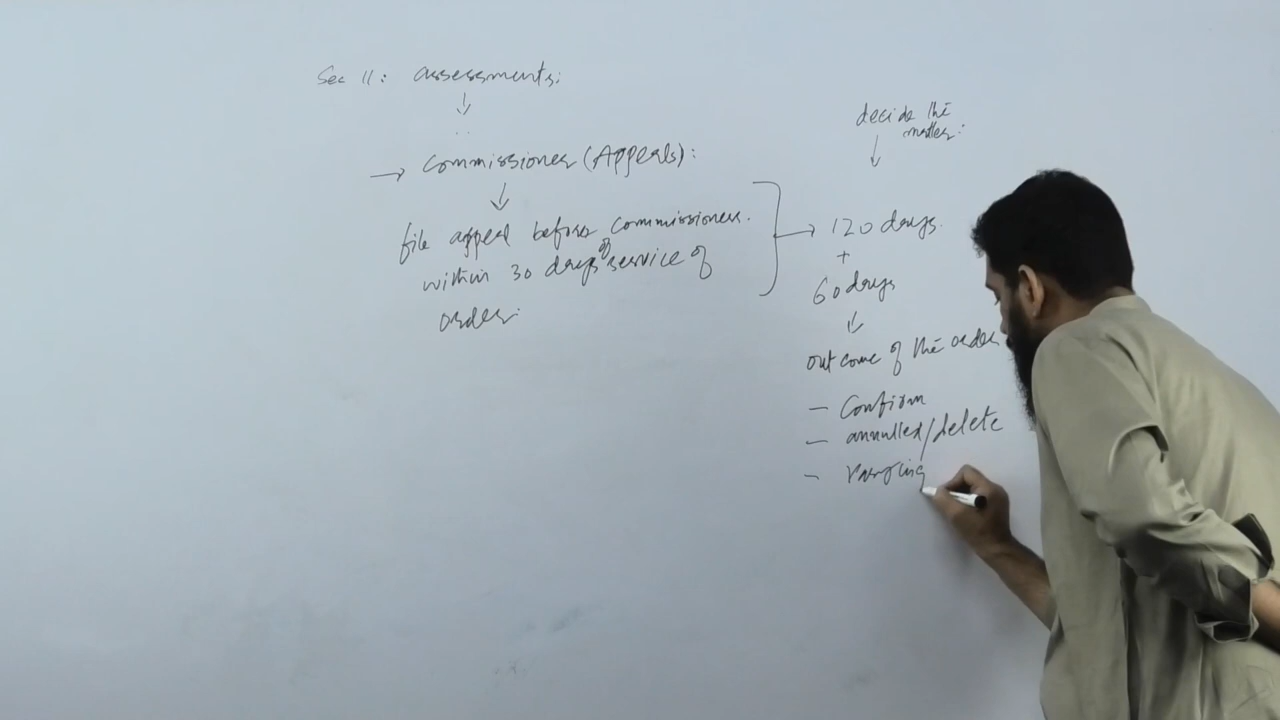 Sec 11: assessments:
→ Commissioner (Appeals):
file appeal before commissioner.
within 30 days of service of
order.
decide the
matter:
120 days.
+
60 days
out come of the order
- Confirm
- annulled/delete
- varying